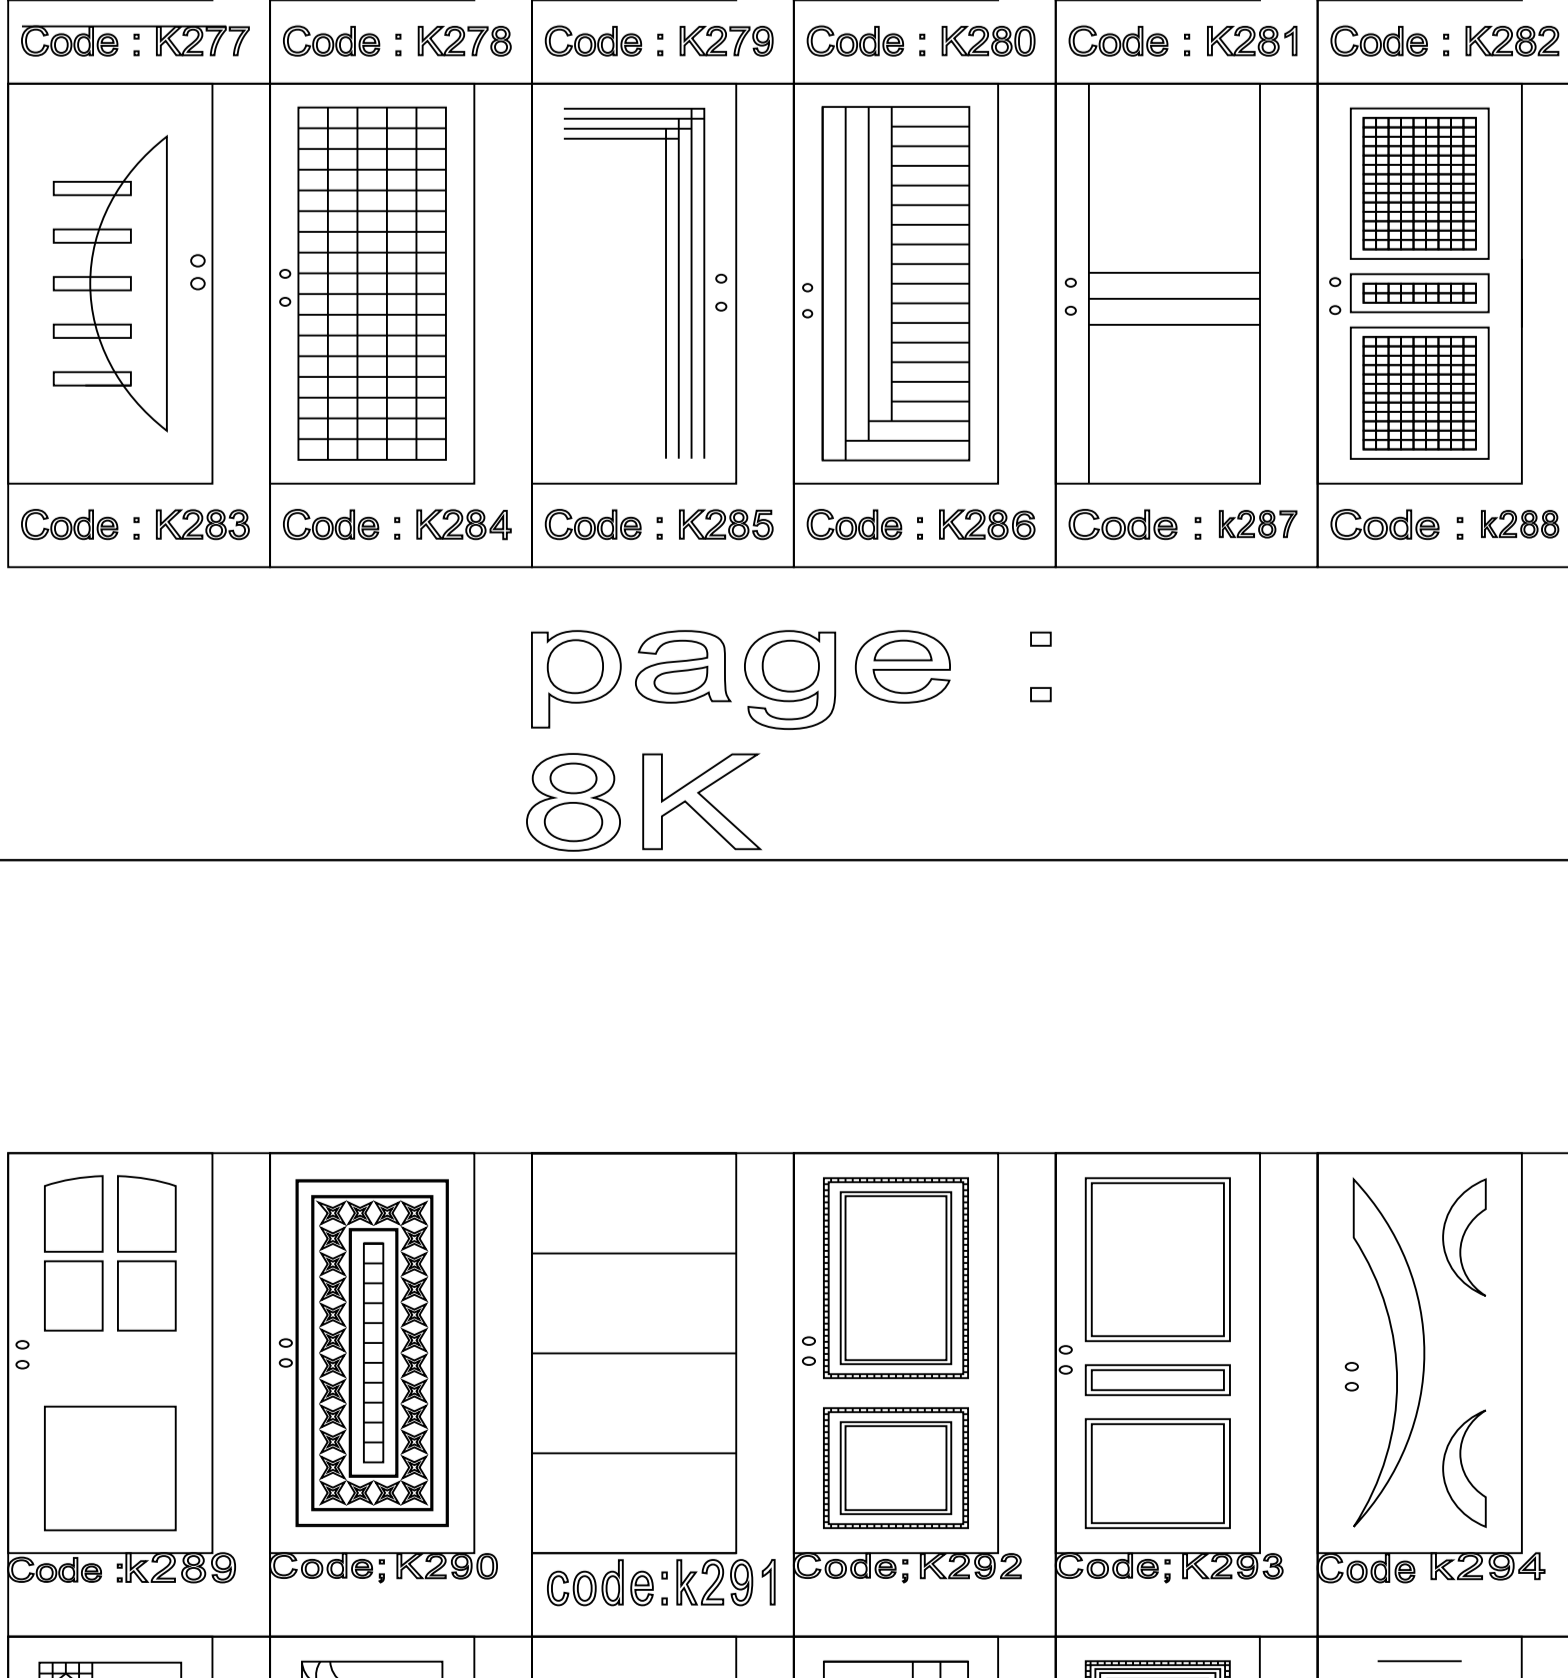 Code : K277 Code : K278 Code : K279 Code : K280 Code : K281 Code : K282
Code : K283 Code : K284 Code : K285 Code : K286 Code : k287 Code : k288
page :
8K
Code :k289 Code; K290 code:k291 Code; K292 Code; K293 Code k294